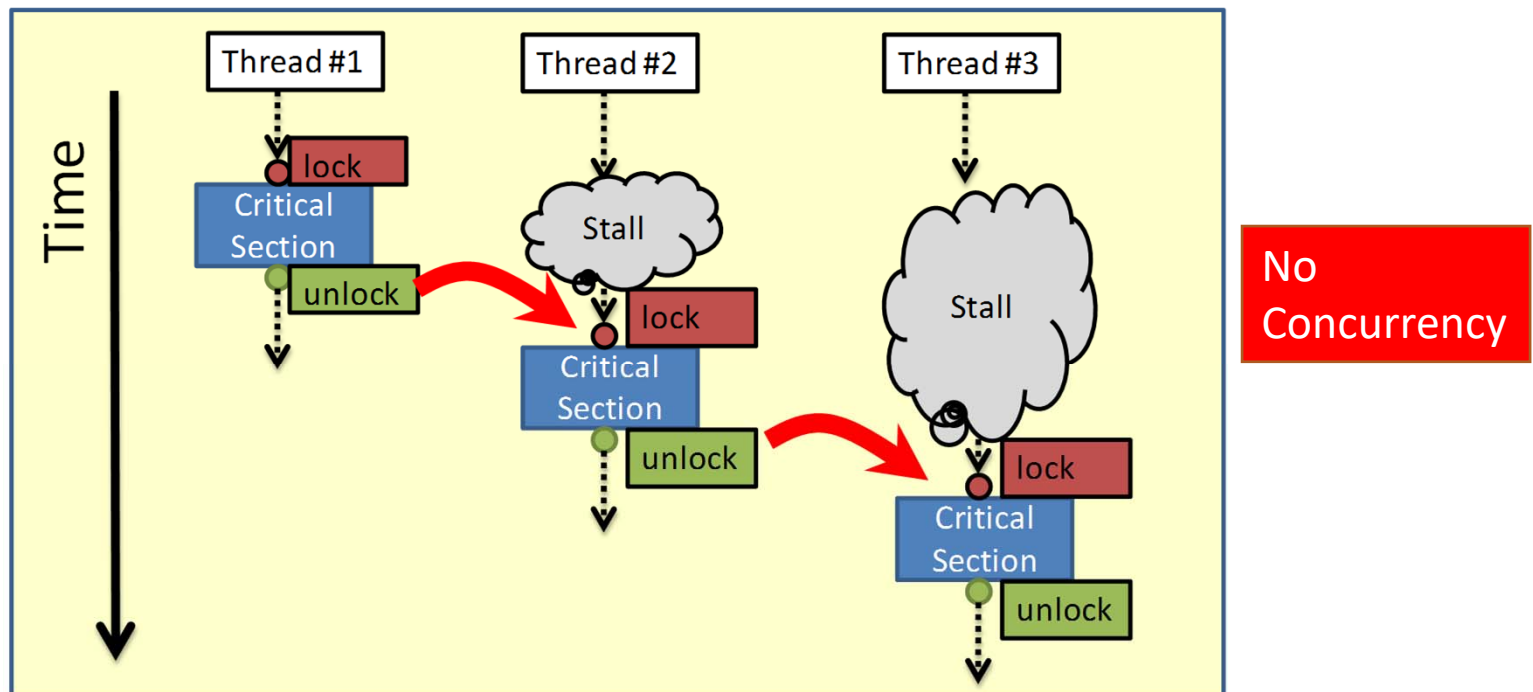 Thread #1
Thread #2
Thread #3
Time
lock
Critical
Section
unlock
Stall
lock
Critical
Section
unlock
Stall
lock
Critical
Section
unlock
No
Concurrency